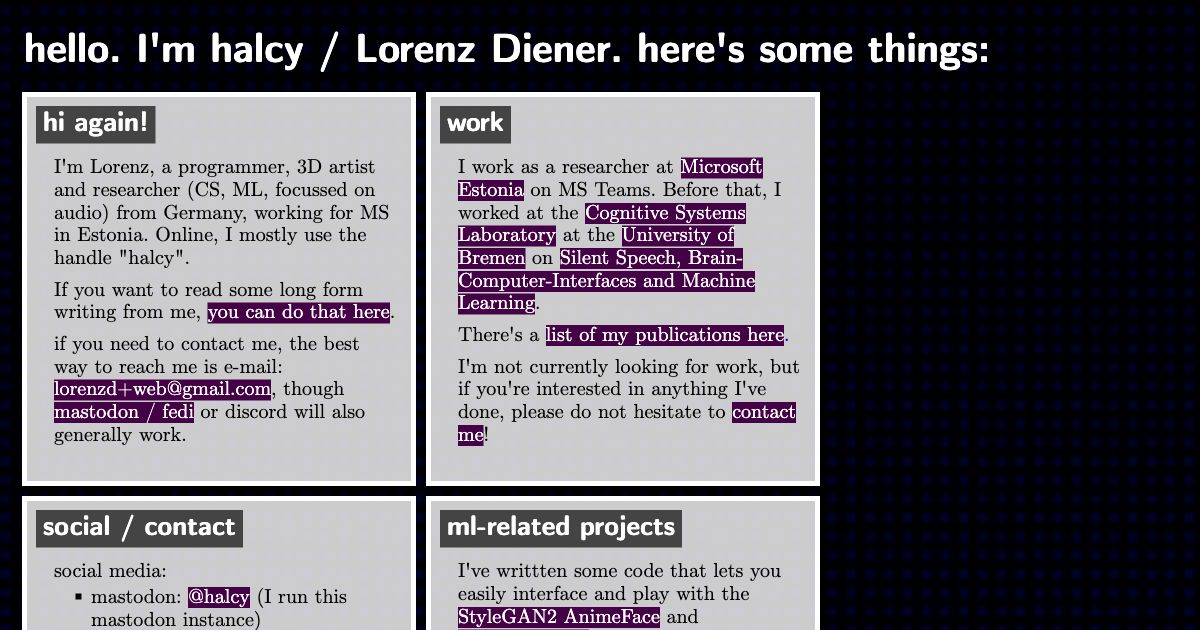 hello. I'm halcy / Lorenz Diener. here's some things:
hi again!
I'm Lorenz, a programmer, 3D artist
and researcher (CS, ML, focussed on
audio) from Germany, working for MS
in Estonia. Online, I mostly use the
handle "halcy".
If you want to read some long form
writing from me, you can do that here.
if you need to contact me, the best
way to reach me is e-mail:
lorenzd+web@gmail.com, though
mastodon / fedi or discord will also
generally work.
work
I work as a researcher at Microsoft
Estonia on MS Teams. Before that, I
worked at the Cognitive Systems
Laboratory at the University of
Bremen on Silent Speech, Brain-
Computer-Interfaces and Machine
Learning.
There's a list of my publications here.
I'm not currently looking for work, but
if you're interested in anything I've
done, please do not hesitate to contact
me!
social / contact
social media:
▪ mastodon: @halcy (I run this
mastodon instance)
ml-related projects
I've writtten some code that lets you
easily interface and play with the
StyleGAN2 AnimeFace and